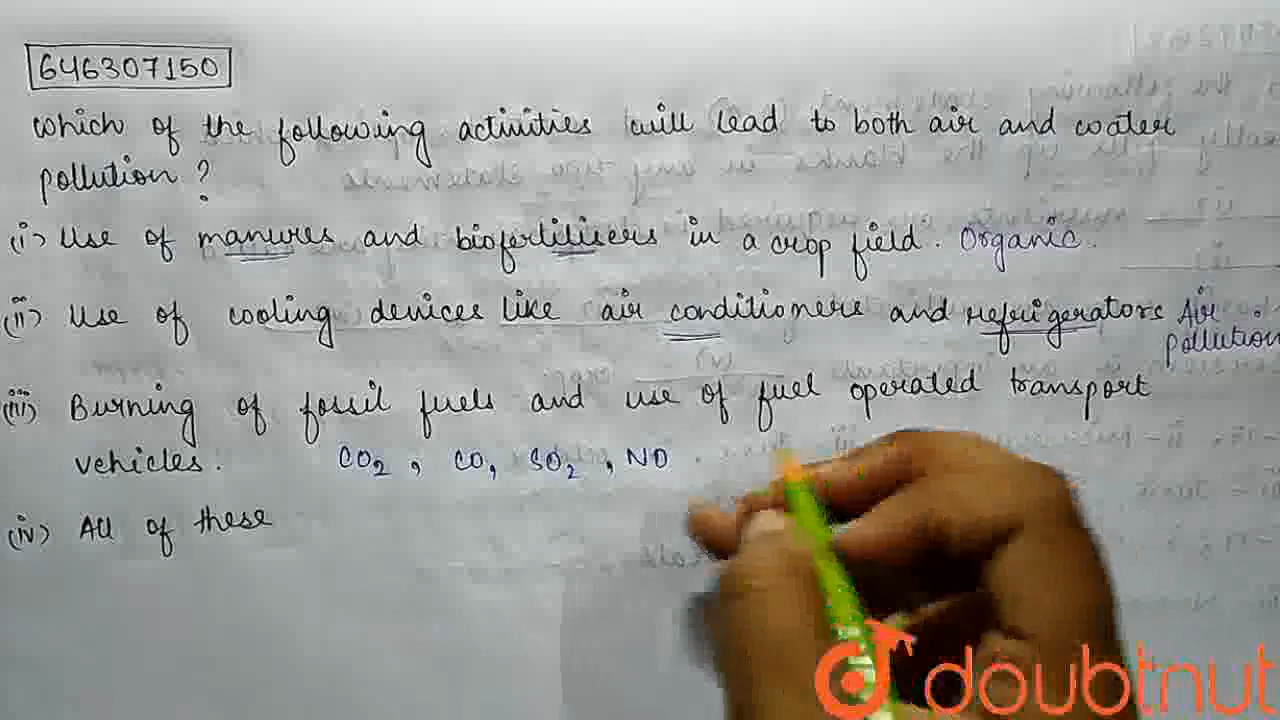 646307150
Which of the following activities will lead to both air and water
pollution ?
(i) Use of manures and biofertilisers in a crop field. Organic.
(ii) Use of cooling devices like air conditioners and refrigerators Air
pollution
(iii) Burning of fossil fuels and use of fuel operated transport
vehicles. CO2, CO, SO2, NO
(iv) All of these
doubtnut